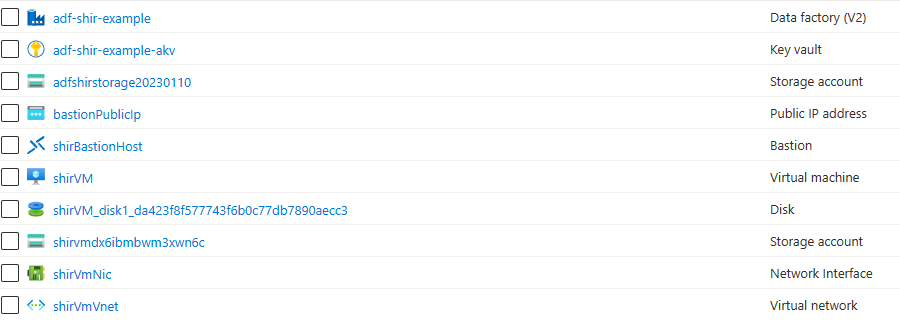 adf-shir-example Data factory (V2)
adf-shir-example-akv Key vault
adfshirstorage20230110 Storage account
bastionPublicIp Public IP address
shirBastionHost Bastion
shirVM Virtual machine
shirVM_disk1_da423f8f577743f6b0c77db7890aecc3 Disk
shirvmdx6ibmbwm3xwn6c Storage account
shirVmNic Network Interface
shirVmVnet Virtual network